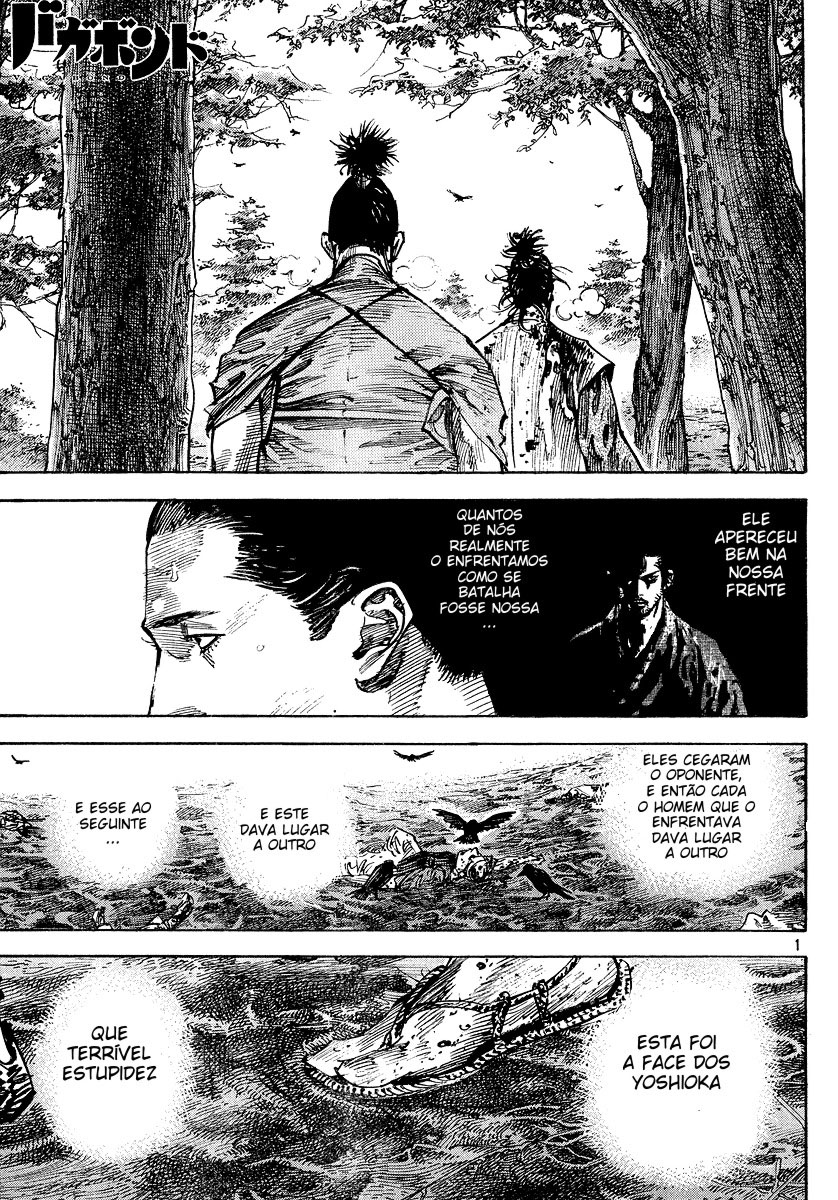 バガボンド
ELE
APERECEU
BEM NA
NOSSA
FRENTE
QUANTOS
DE NÓS
REALMENTE
O ENFRENTAMOS
COMO SE
BATALHA
FOSSE NOSSA
...
ELES CEGARAM
O OPONENTE,
E ENTÃO CADA
O HOMEM QUE O
ENFRENTAVA
DAVA LUGAR
A OUTRO
E ESTE
DAVA LUGAR
A OUTRO
E ESSE AO
SEGUINTE
...
1
ESTA FOI
A FACE DOS
YOSHIOKA
QUE
TERRÍVEL
ESTUPIDEZ